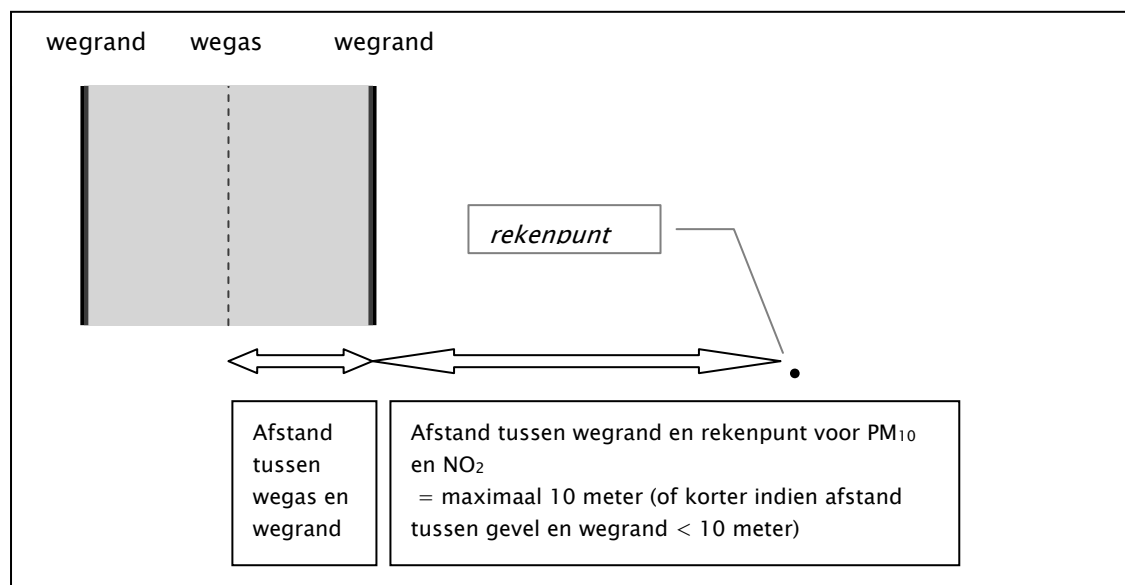 wegrand wegas wegrand
rekenpunt
Afstand
tussen
wegas en
wegrand
Afstand tussen wegrand en rekenpunt voor PM₁₀
en NO₂
= maximaal 10 meter (of korter indien afstand
tussen gevel en wegrand < 10 meter)